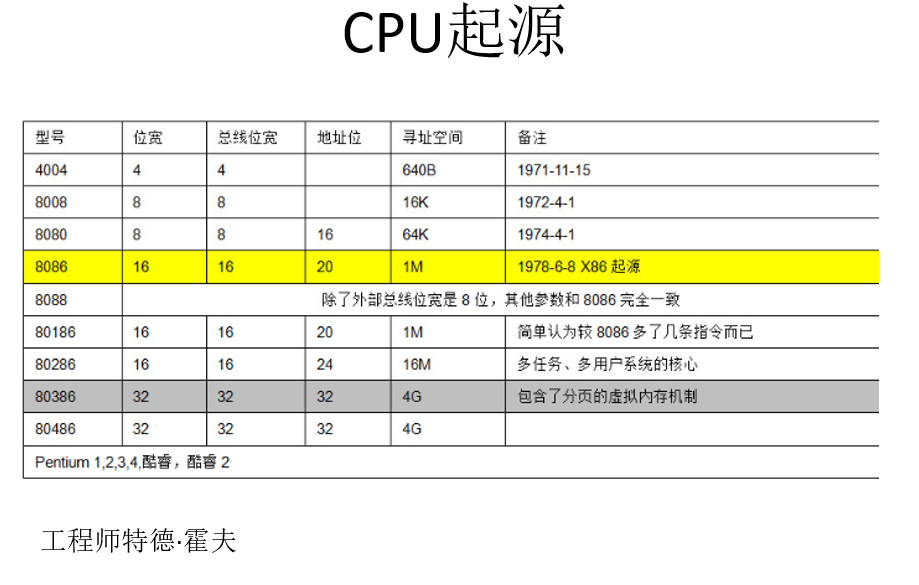 CPU起源
型号 位宽 总线位宽 地址位 寻址空间 备注
4004 4 4 640B 1971-11-15
8008 8 8 16K 1972-4-1
8080 8 8 16 64K 1974-4-1
8086 16 16 20 1M 1978-6-8 X86 起源
8088 除了外部总线位宽是 8 位，其他参数和 8086 完全一致
80186 16 16 20 1M 简单认为较 8086 多了几条指令而已
80286 16 16 24 16M 多任务、多用户系统的核心
80386 32 32 32 4G 包含了分页的虚拟内存机制
80486 32 32 32 4G
Pentium 1,2,3,4,酷睿，酷睿 2
工程师特德·霍夫